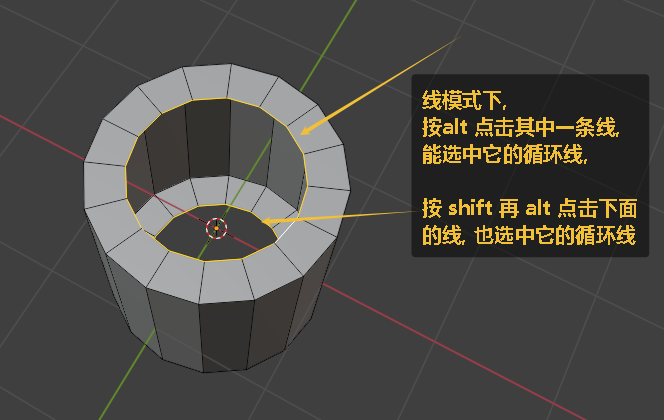 线模式下,
按alt 点击其中一条线,
能选中它的循环线,
按 shift 再 alt 点击下面
的线, 也选中它的循环线